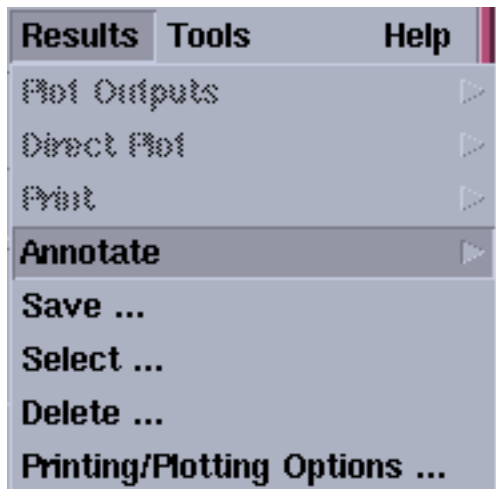 Results Tools Help
Plot Outputs
Direct Plot
Print
Annotate
Save ...
Select ...
Delete ...
Printing/Plotting Options ...